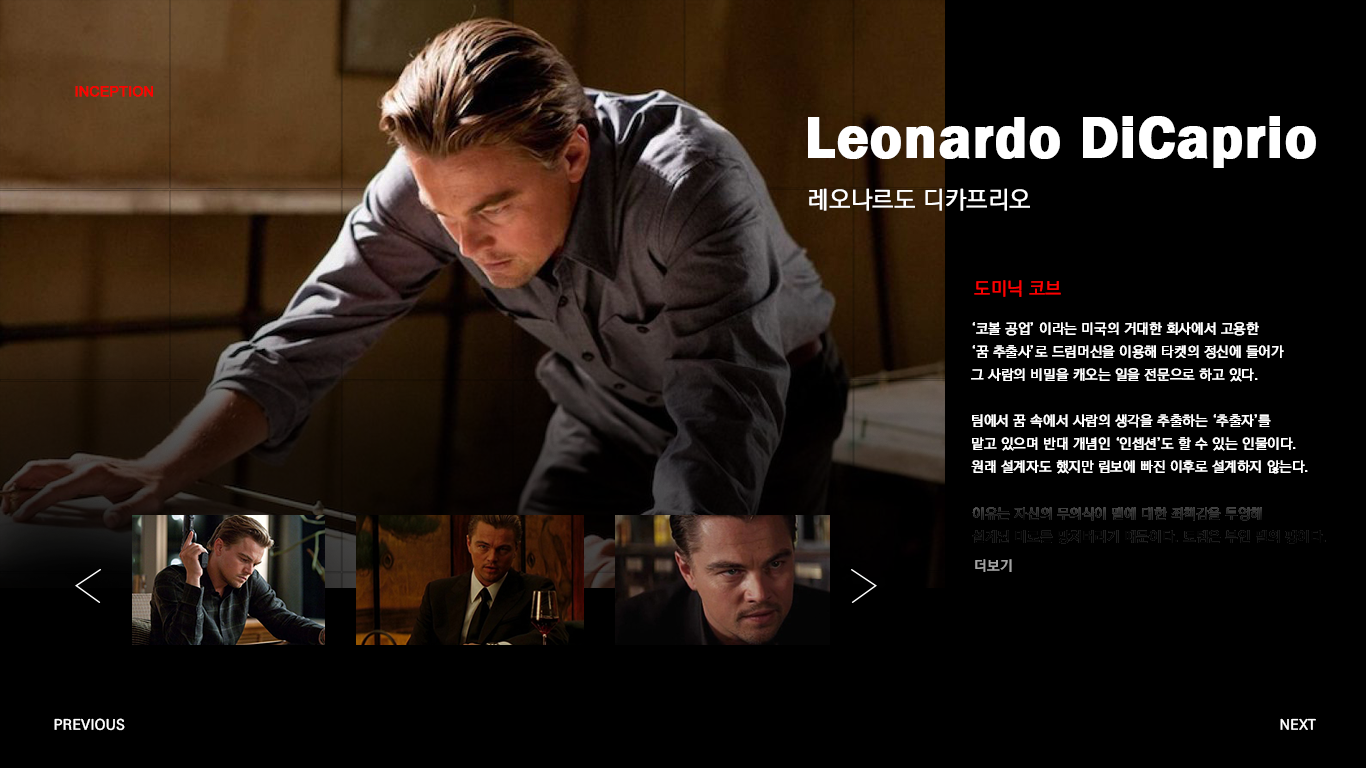 INCEPTION
Leonardo DiCaprio
레오나르도 디카프리오
도미닉 코브
‘코볼 공업’ 이라는 미국의 거대한 회사에서 고용한
‘꿈 추출사’로 드림머신을 이용해 타켓의 정신에 들어가
그 사람의 비밀을 캐오는 일을 전문으로 하고 있다.
팀에서 꿈 속에서 사람의 생각을 추출하는 ‘추출자’를
맡고 있으며 반대 개념인 ‘인셉션’도 할 수 있는 인물이다.
원래 설계자도 했지만 림보에 빠진 이후로 설계하지 않는다.
이유는 자신의 무의식이 맬에 대한 죄책감을 투영해
더보기
PREVIOUS
NEXT